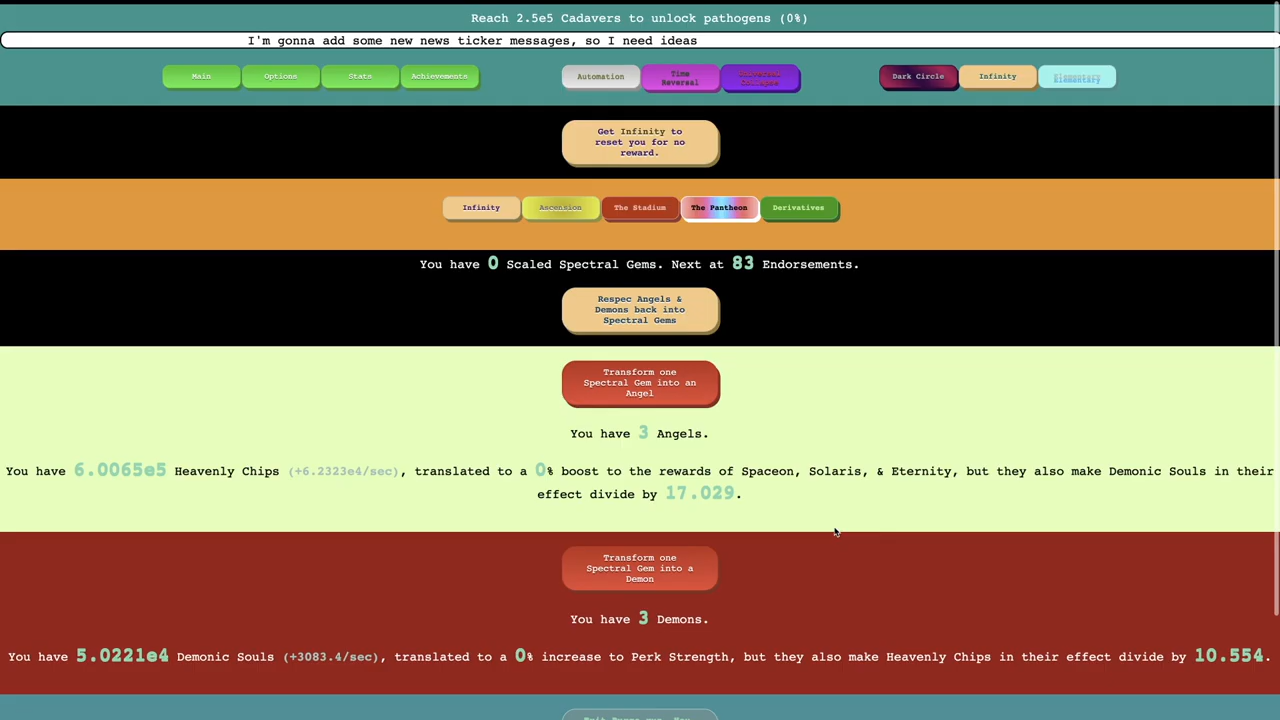 Reach 2.5e5 Cadavers to unlock pathogens (0%)
I'm gonna add some new news ticker messages, so I need ideas
Main Options Stats Achievements Automation Time Reversal Universal Collapse Dark Circle Infinity Elementary
Get Infinity to
reset you for no
reward.
Infinity Ascension The Stadium The Pantheon Derivatives
You have 0 Scaled Spectral Gems. Next at 83 Endorsements.
Respec Angels &
Demons back into
Spectral Gems
Transform one
Spectral Gem into an
Angel
You have 3 Angels.
You have 6.0065e5 Heavenly Chips (+6.2323e4/sec), translated to a 0% boost to the rewards of Spaceon, Solaris, & Eternity, but they also make Demonic Souls in their
effect divide by 17.029.
Transform one
Spectral Gem into a
Demon
You have 3 Demons.
You have 5.0221e4 Demonic Souls (+3083.4/sec), translated to a 0% increase to Perk Strength, but they also make Heavenly Chips in their effect divide by 10.554.